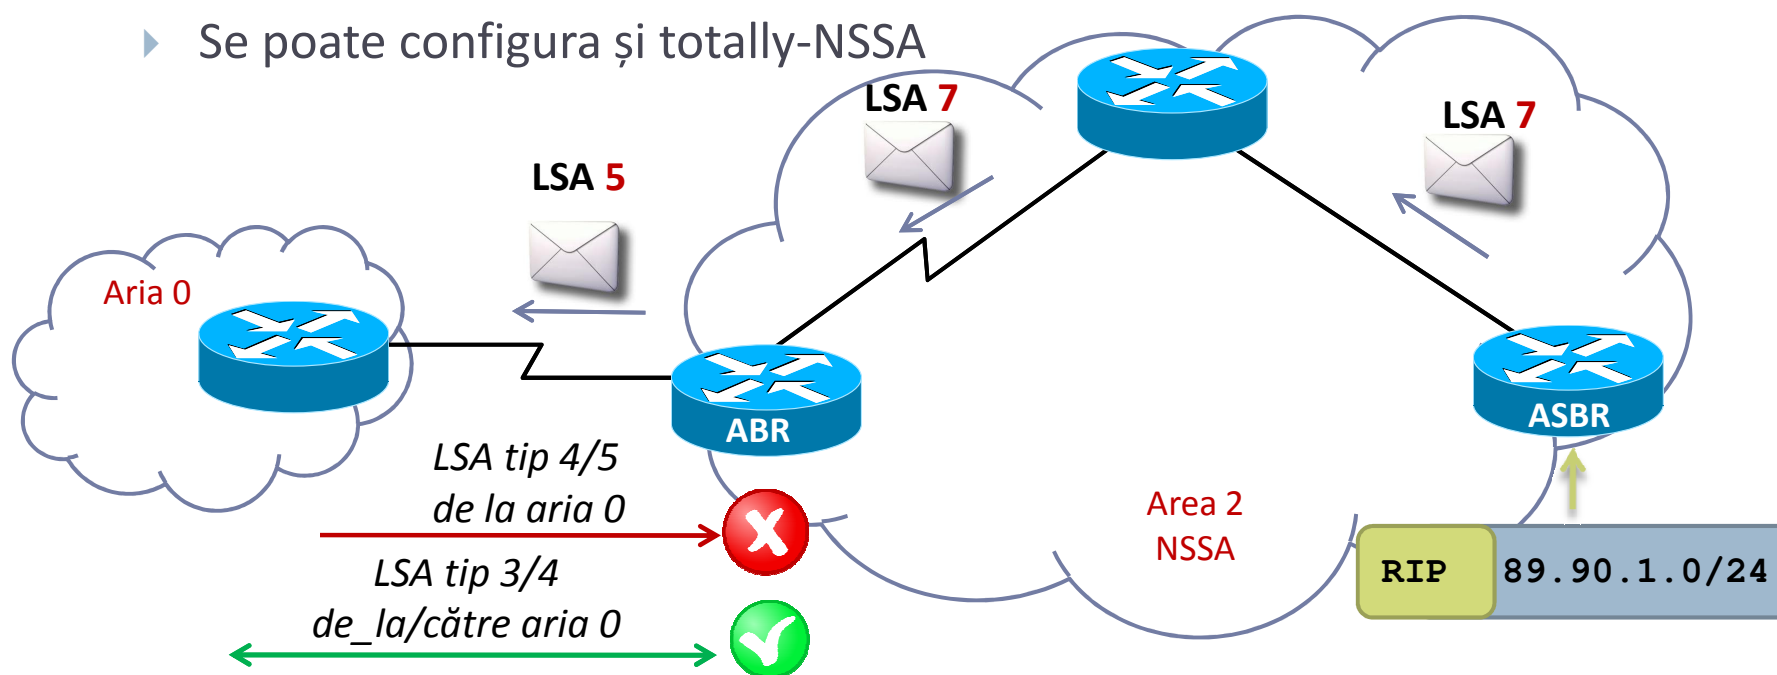 Se poate configura și totally-NSSA
LSA 7
LSA 7
LSA 5
Aria 0
ABR
ASBR
LSA tip 4/5
de la aria 0
Area 2
NSSA
RIP 89.90.1.0/24
LSA tip 3/4
de_la/către aria 0